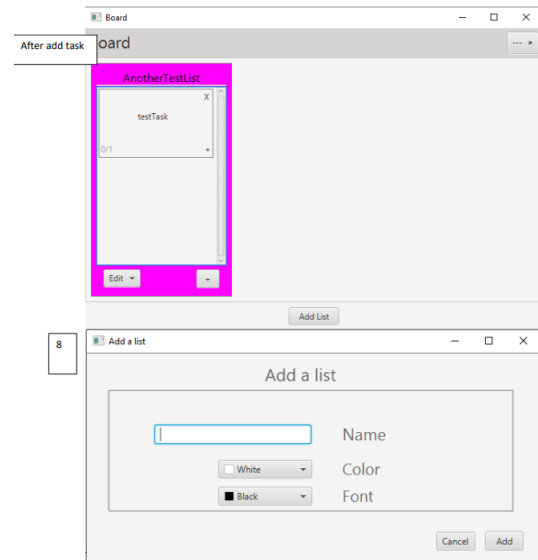 Board
After add task
oard
--- ▸
AnotherTestList
X
testTask
0/1
+
Edit
+
Add List
8
Add a list
Add a list
Name
White
Color
Black
Font
Cancel
Add